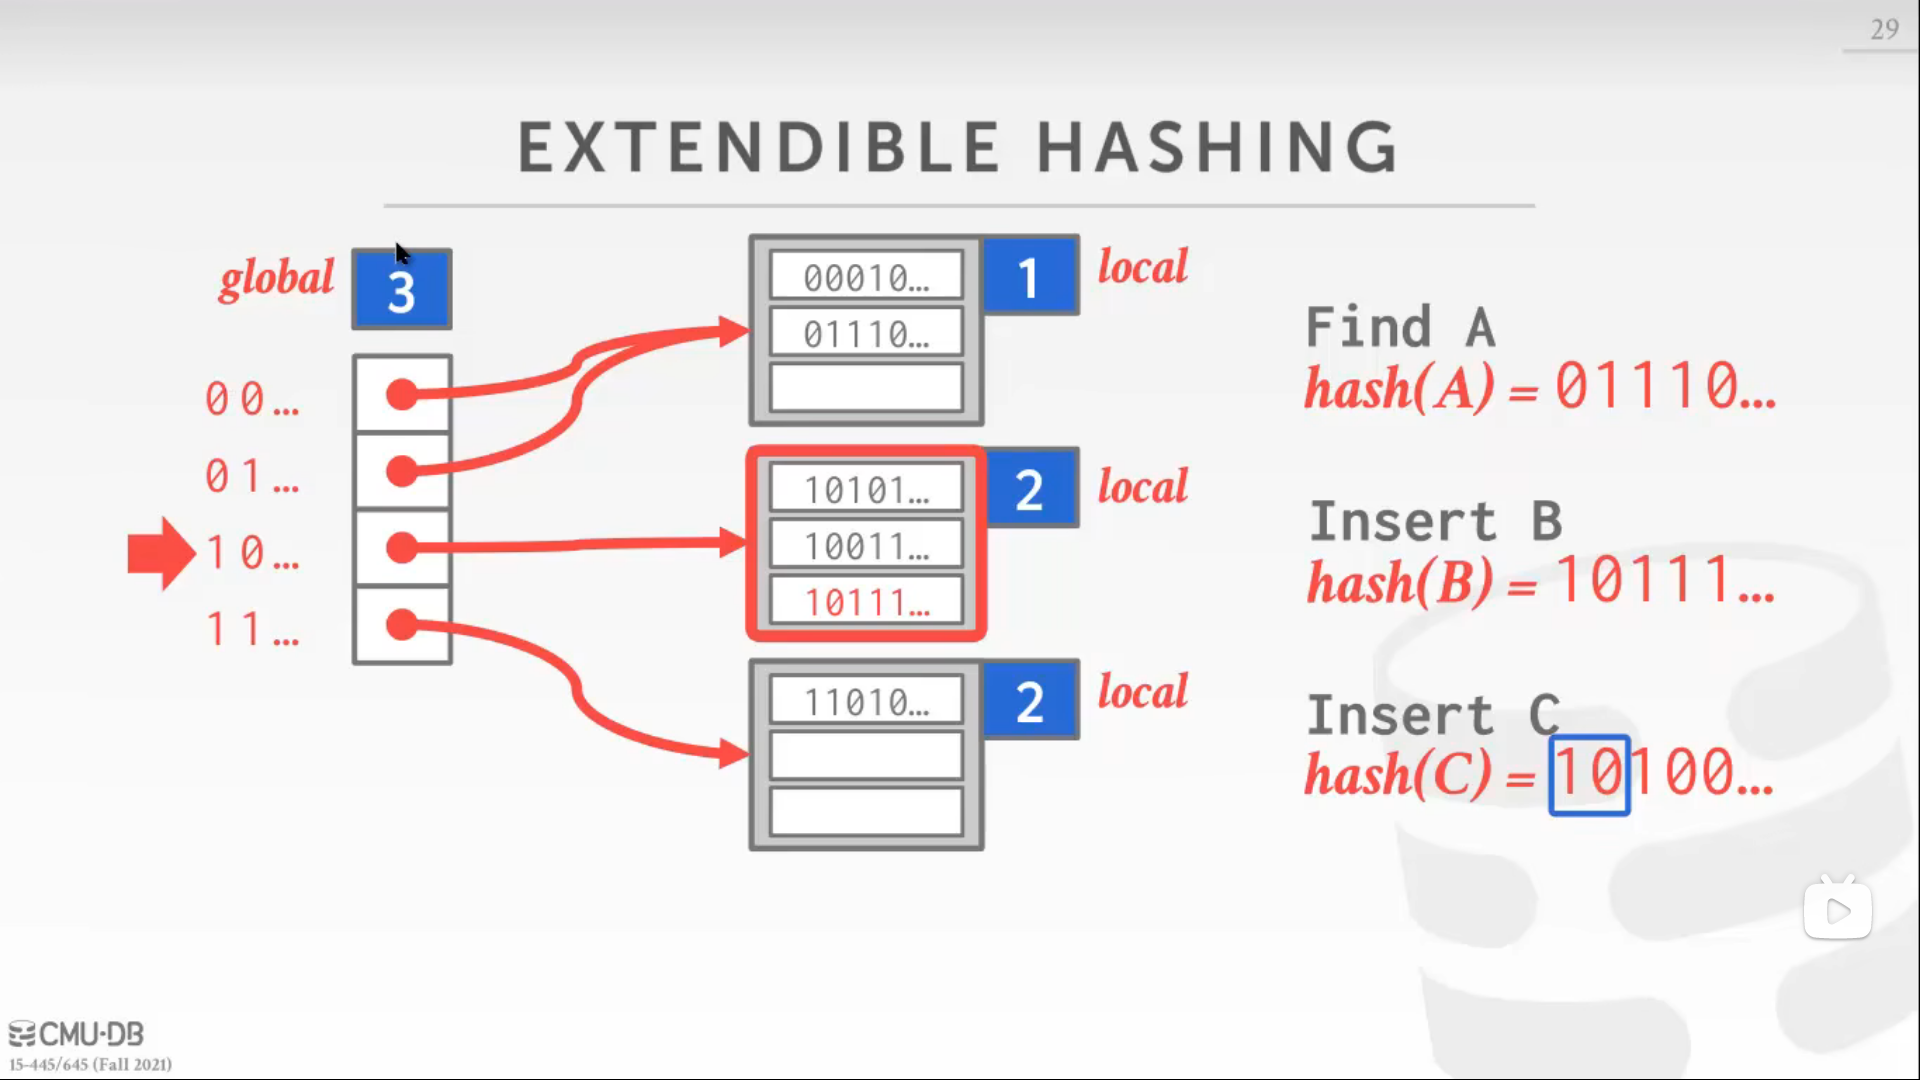 29
EXTENDIBLE HASHING
global
3
00...
01...
10...
11...
00010...
01110...
1
local
10101...
10011...
10111...
2
local
11010...
2
local
Find A
hash(A) = 01110...
Insert B
hash(B) = 10111...
Insert C
hash(C) = 10100...
CMU·DB
15-445/645 (Fall 2021)